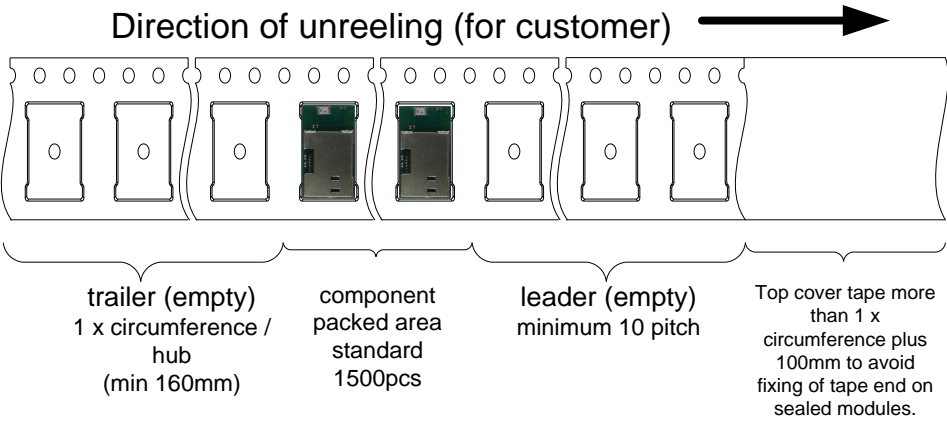 Direction of unreeling (for customer)
trailer (empty)
1 x circumference /
hub
(min 160mm)
component
packed area
standard
1500pcs
leader (empty)
minimum 10 pitch
Top cover tape more
than 1 x
circumference plus
100mm to avoid
fixing of tape end on
sealed modules.